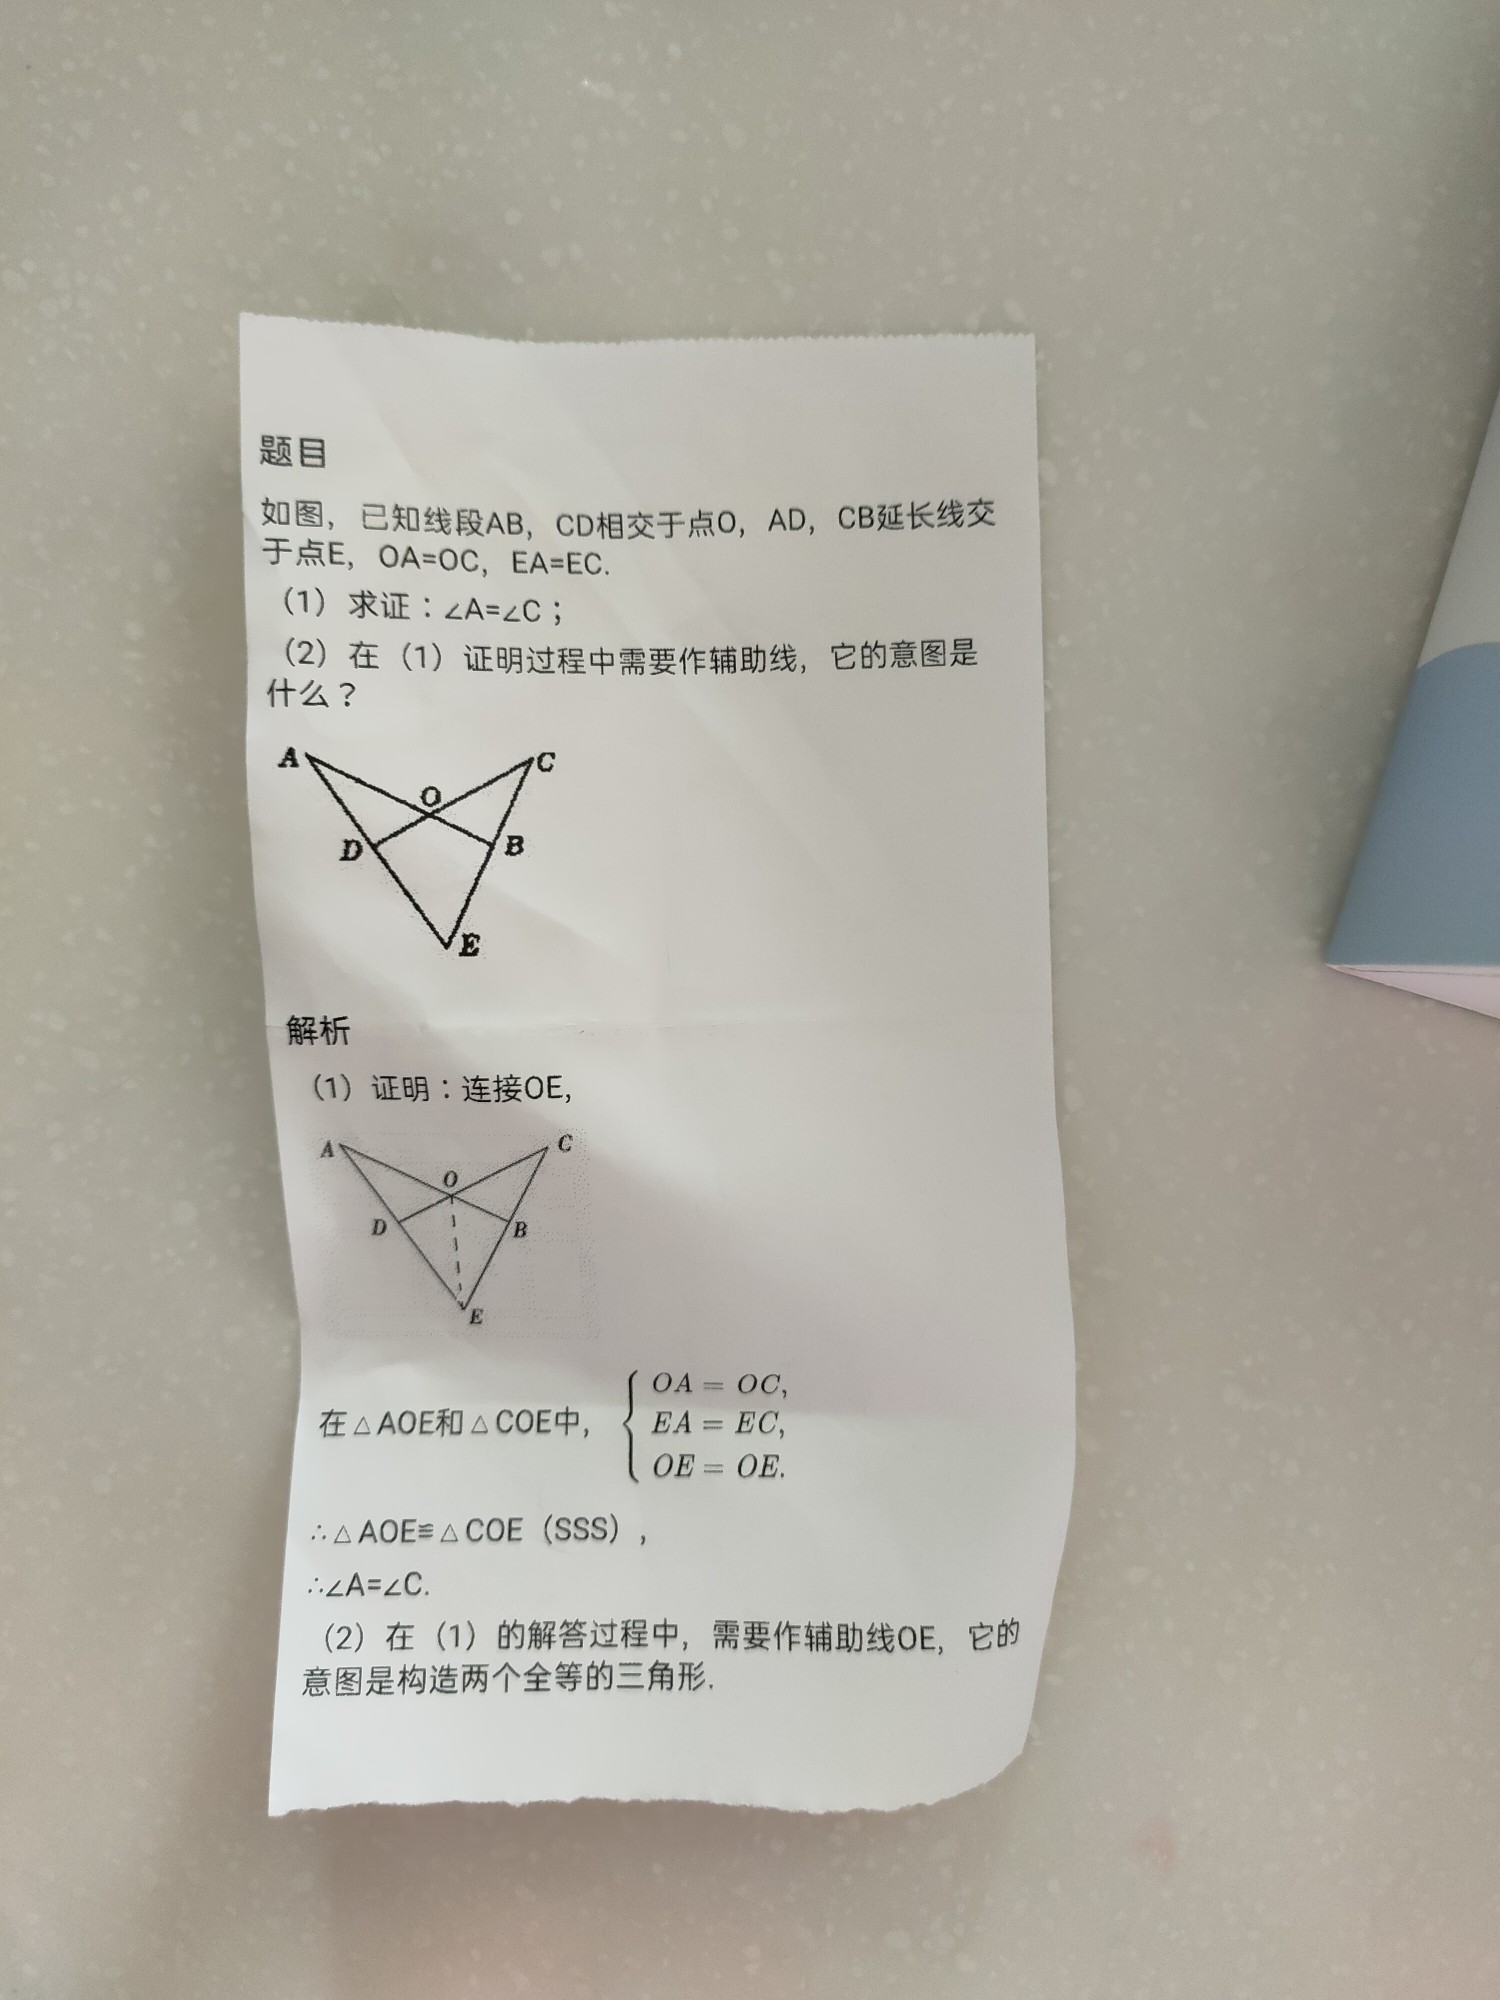 题目
如图，已知线段AB，CD相交于点O，AD，CB延长线交
于点E，OA=OC，EA=EC.
（1）求证：∠A=∠C；
（2）在（1）证明过程中需要作辅助线，它的意图是
什么？
A C
O
D B
E
解析
（1）证明：连接OE，
A C
O
D B
E
OA = OC,
在△AOE和△COE中， { EA = EC,
OE = OE.
∴△AOE≌△COE（SSS），
∴∠A=∠C.
（2）在（1）的解答过程中，需要作辅助线OE，它的
意图是构造两个全等的三角形.